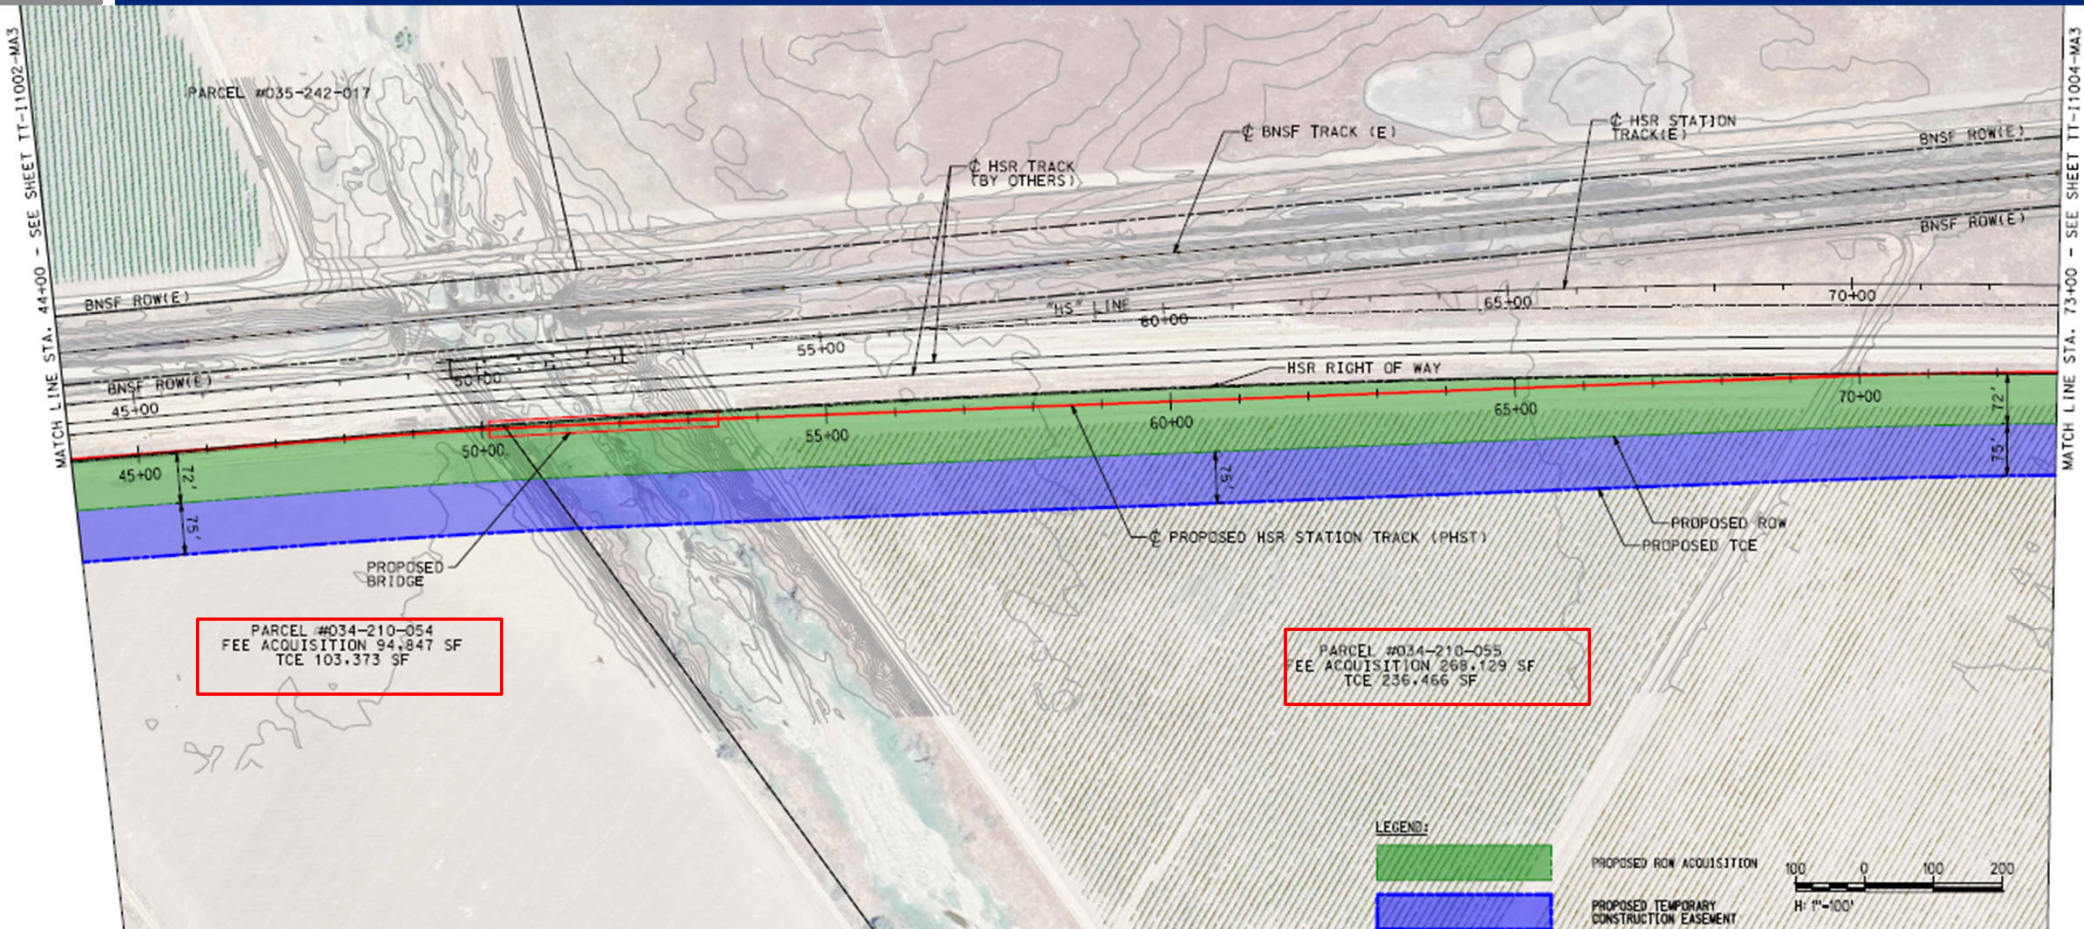 MATCH LINE STA. 44+00 - SEE SHEET TT-I1002-MA3
MATCH LINE STA. 73+00 - SEE SHEET TT-I1004-MA3
PARCEL #035-242-017
℄ BNSF TRACK (E)
℄ HSR STATION
TRACK(E)
BNSF ROW(E)
℄ HSR TRACK
(BY OTHERS)
BNSF ROW(E)
BNSF ROW(E)
"HS" LINE
60+00
65+00
70+00
55+00
50+00
BNSF ROW(E)
45+00
HSR RIGHT OF WAY
45+00
50+00
55+00
60+00
65+00
70+00
72'
75'
75'
72'
75'
PROPOSED
BRIDGE
℄ PROPOSED HSR STATION TRACK (PHST)
PROPOSED ROW
PROPOSED TCE
PARCEL #034-210-054
FEE ACQUISITION 94,847 SF
TCE 103,373 SF
PARCEL #034-210-055
FEE ACQUISITION 268,129 SF
TCE 236,466 SF
LEGEND:
PROPOSED ROW ACQUISITION
PROPOSED TEMPORARY
CONSTRUCTION EASEMENT
100 0 100 200
H: 1"=100'